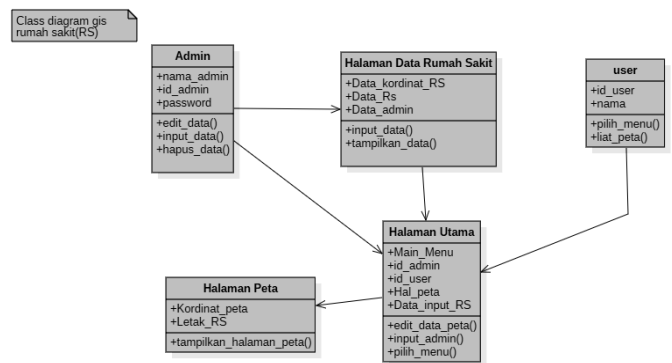 Class diagram gis
rumah sakit(RS)
Admin
+nama_admin
+id_admin
+password
+edit_data()
+input_data()
+hapus_data()
Halaman Data Rumah Sakit
+Data_kordinat_RS
+Data_Rs
+Data_admin
+input_data()
+tampilkan_data()
user
+id_user
+nama
+pilih_menu()
+liat_peta()
Halaman Utama
+Main_Menu
+id_admin
+id_user
+Hal_peta
+Data_input_RS
+edit_data_peta()
+input_admin()
+pilih_menu()
Halaman Peta
+Kordinat_peta
+Letak_RS
+tampilkan_halaman_peta()